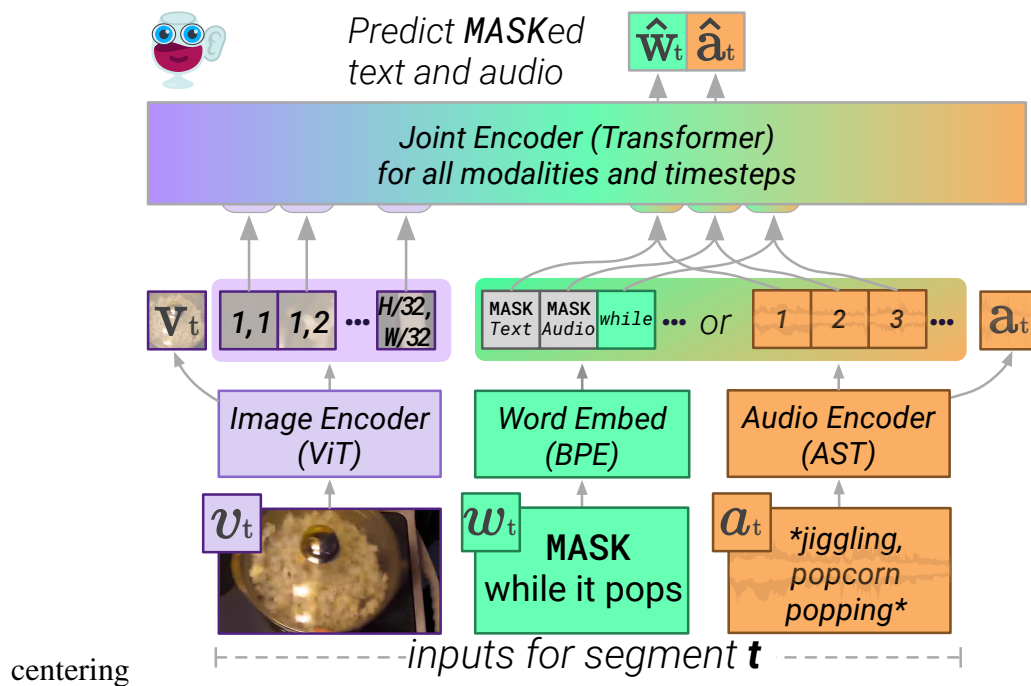 Predict MASKed
text and audio
ŵt ât
Joint Encoder (Transformer)
for all modalities and timesteps
vt
1,1 1,2 ••• H/32,
W/32
MASK
Text
MASK
Audio
while ••• or 1 2 3 •••
at
Image Encoder
(ViT)
Word Embed
(BPE)
Audio Encoder
(AST)
vt
wt
MASK
while it pops
at
*jiggling,
popcorn
popping*
inputs for segment t
centering